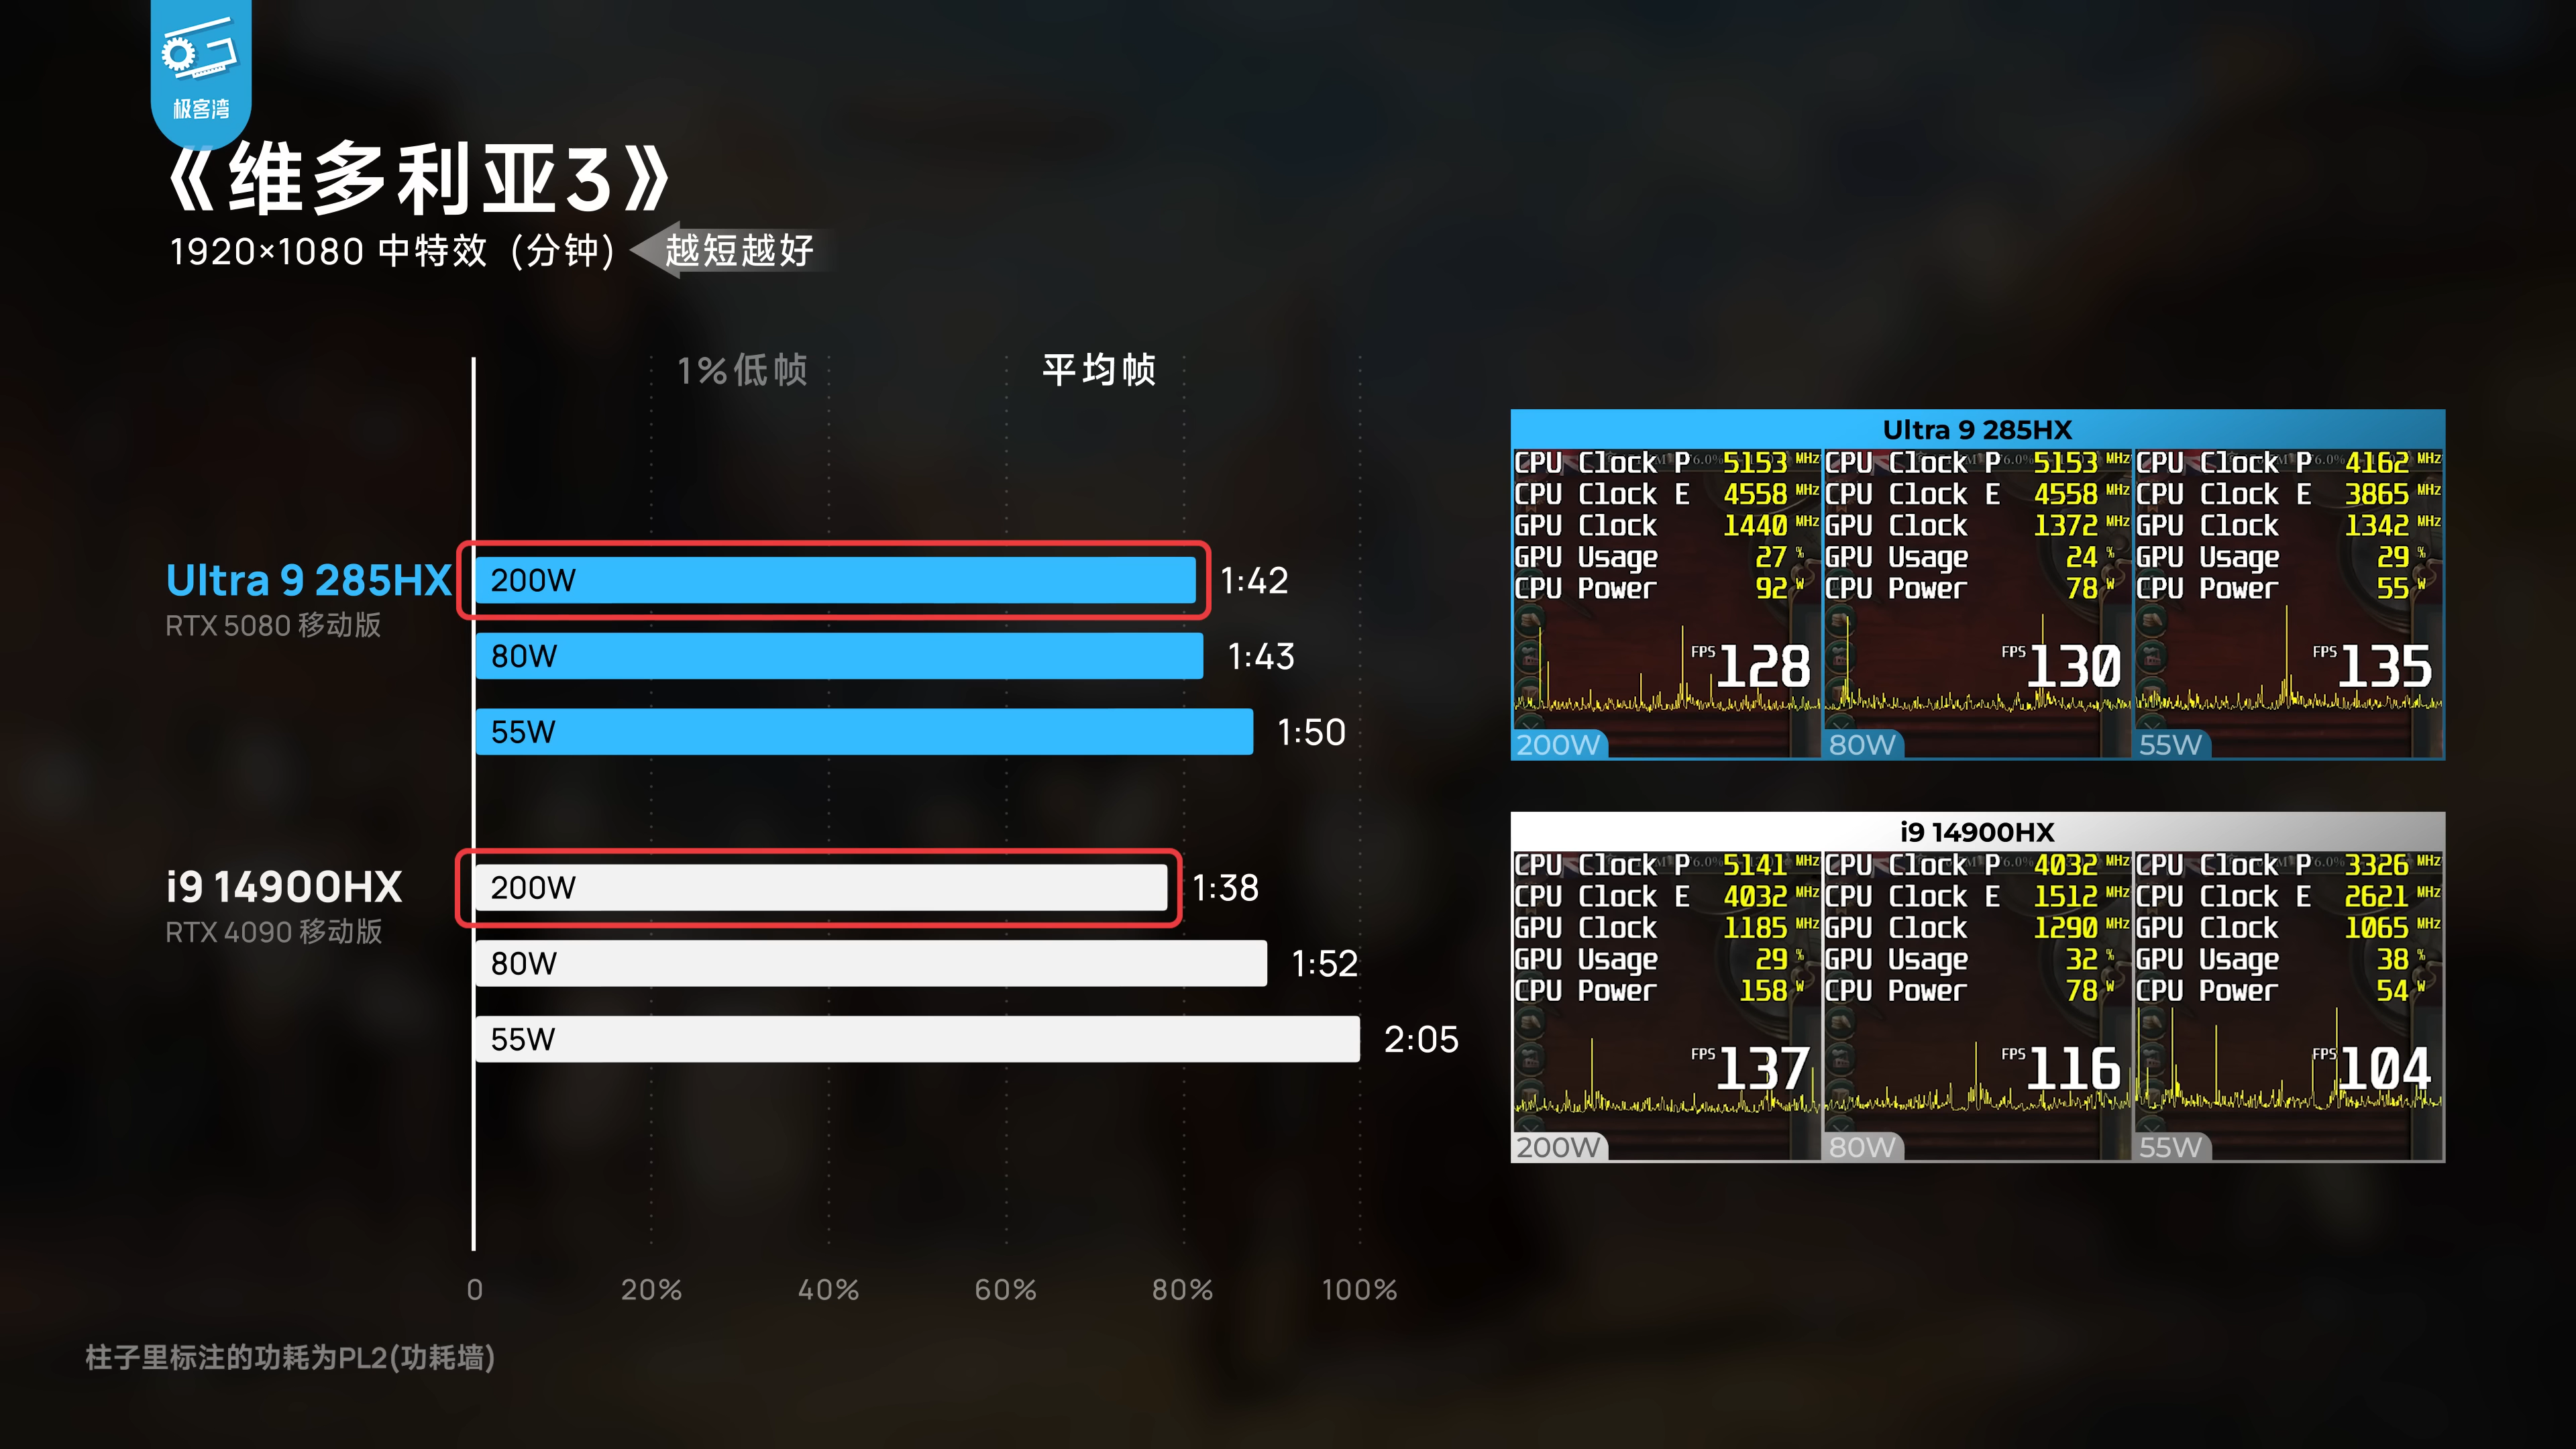 极客湾
《维多利亚3》
1920×1080 中特效（分钟） 越短越好
1%低帧 平均帧
Ultra 9 285HX
RTX 5080 移动版
200W 1:42
80W 1:43
55W 1:50
i9 14900HX
RTX 4090 移动版
200W 1:38
80W 1:52
55W 2:05
0 20% 40% 60% 80% 100%
柱子里标注的功耗为PL2(功耗墙)
Ultra 9 285HX
CPU Clock P 5153 MHz CPU Clock P 5153 MHz CPU Clock P 4162 MHz
CPU Clock E 4558 MHz CPU Clock E 4558 MHz CPU Clock E 3865 MHz
GPU Clock 1440 MHz GPU Clock 1372 MHz GPU Clock 1342 MHz
GPU Usage 27 % GPU Usage 24 % GPU Usage 29 %
CPU Power 92 W CPU Power 78 W CPU Power 55 W
FPS 128 FPS 130 FPS 135
200W 80W 55W
i9 14900HX
CPU Clock P 5141 MHz CPU Clock P 4032 MHz CPU Clock P 3326 MHz
CPU Clock E 4032 MHz CPU Clock E 1512 MHz CPU Clock E 2621 MHz
GPU Clock 1185 MHz GPU Clock 1290 MHz GPU Clock 1065 MHz
GPU Usage 29 % GPU Usage 32 % GPU Usage 38 %
CPU Power 158 W CPU Power 78 W CPU Power 54 W
FPS 137 FPS 116 FPS 104
200W 80W 55W